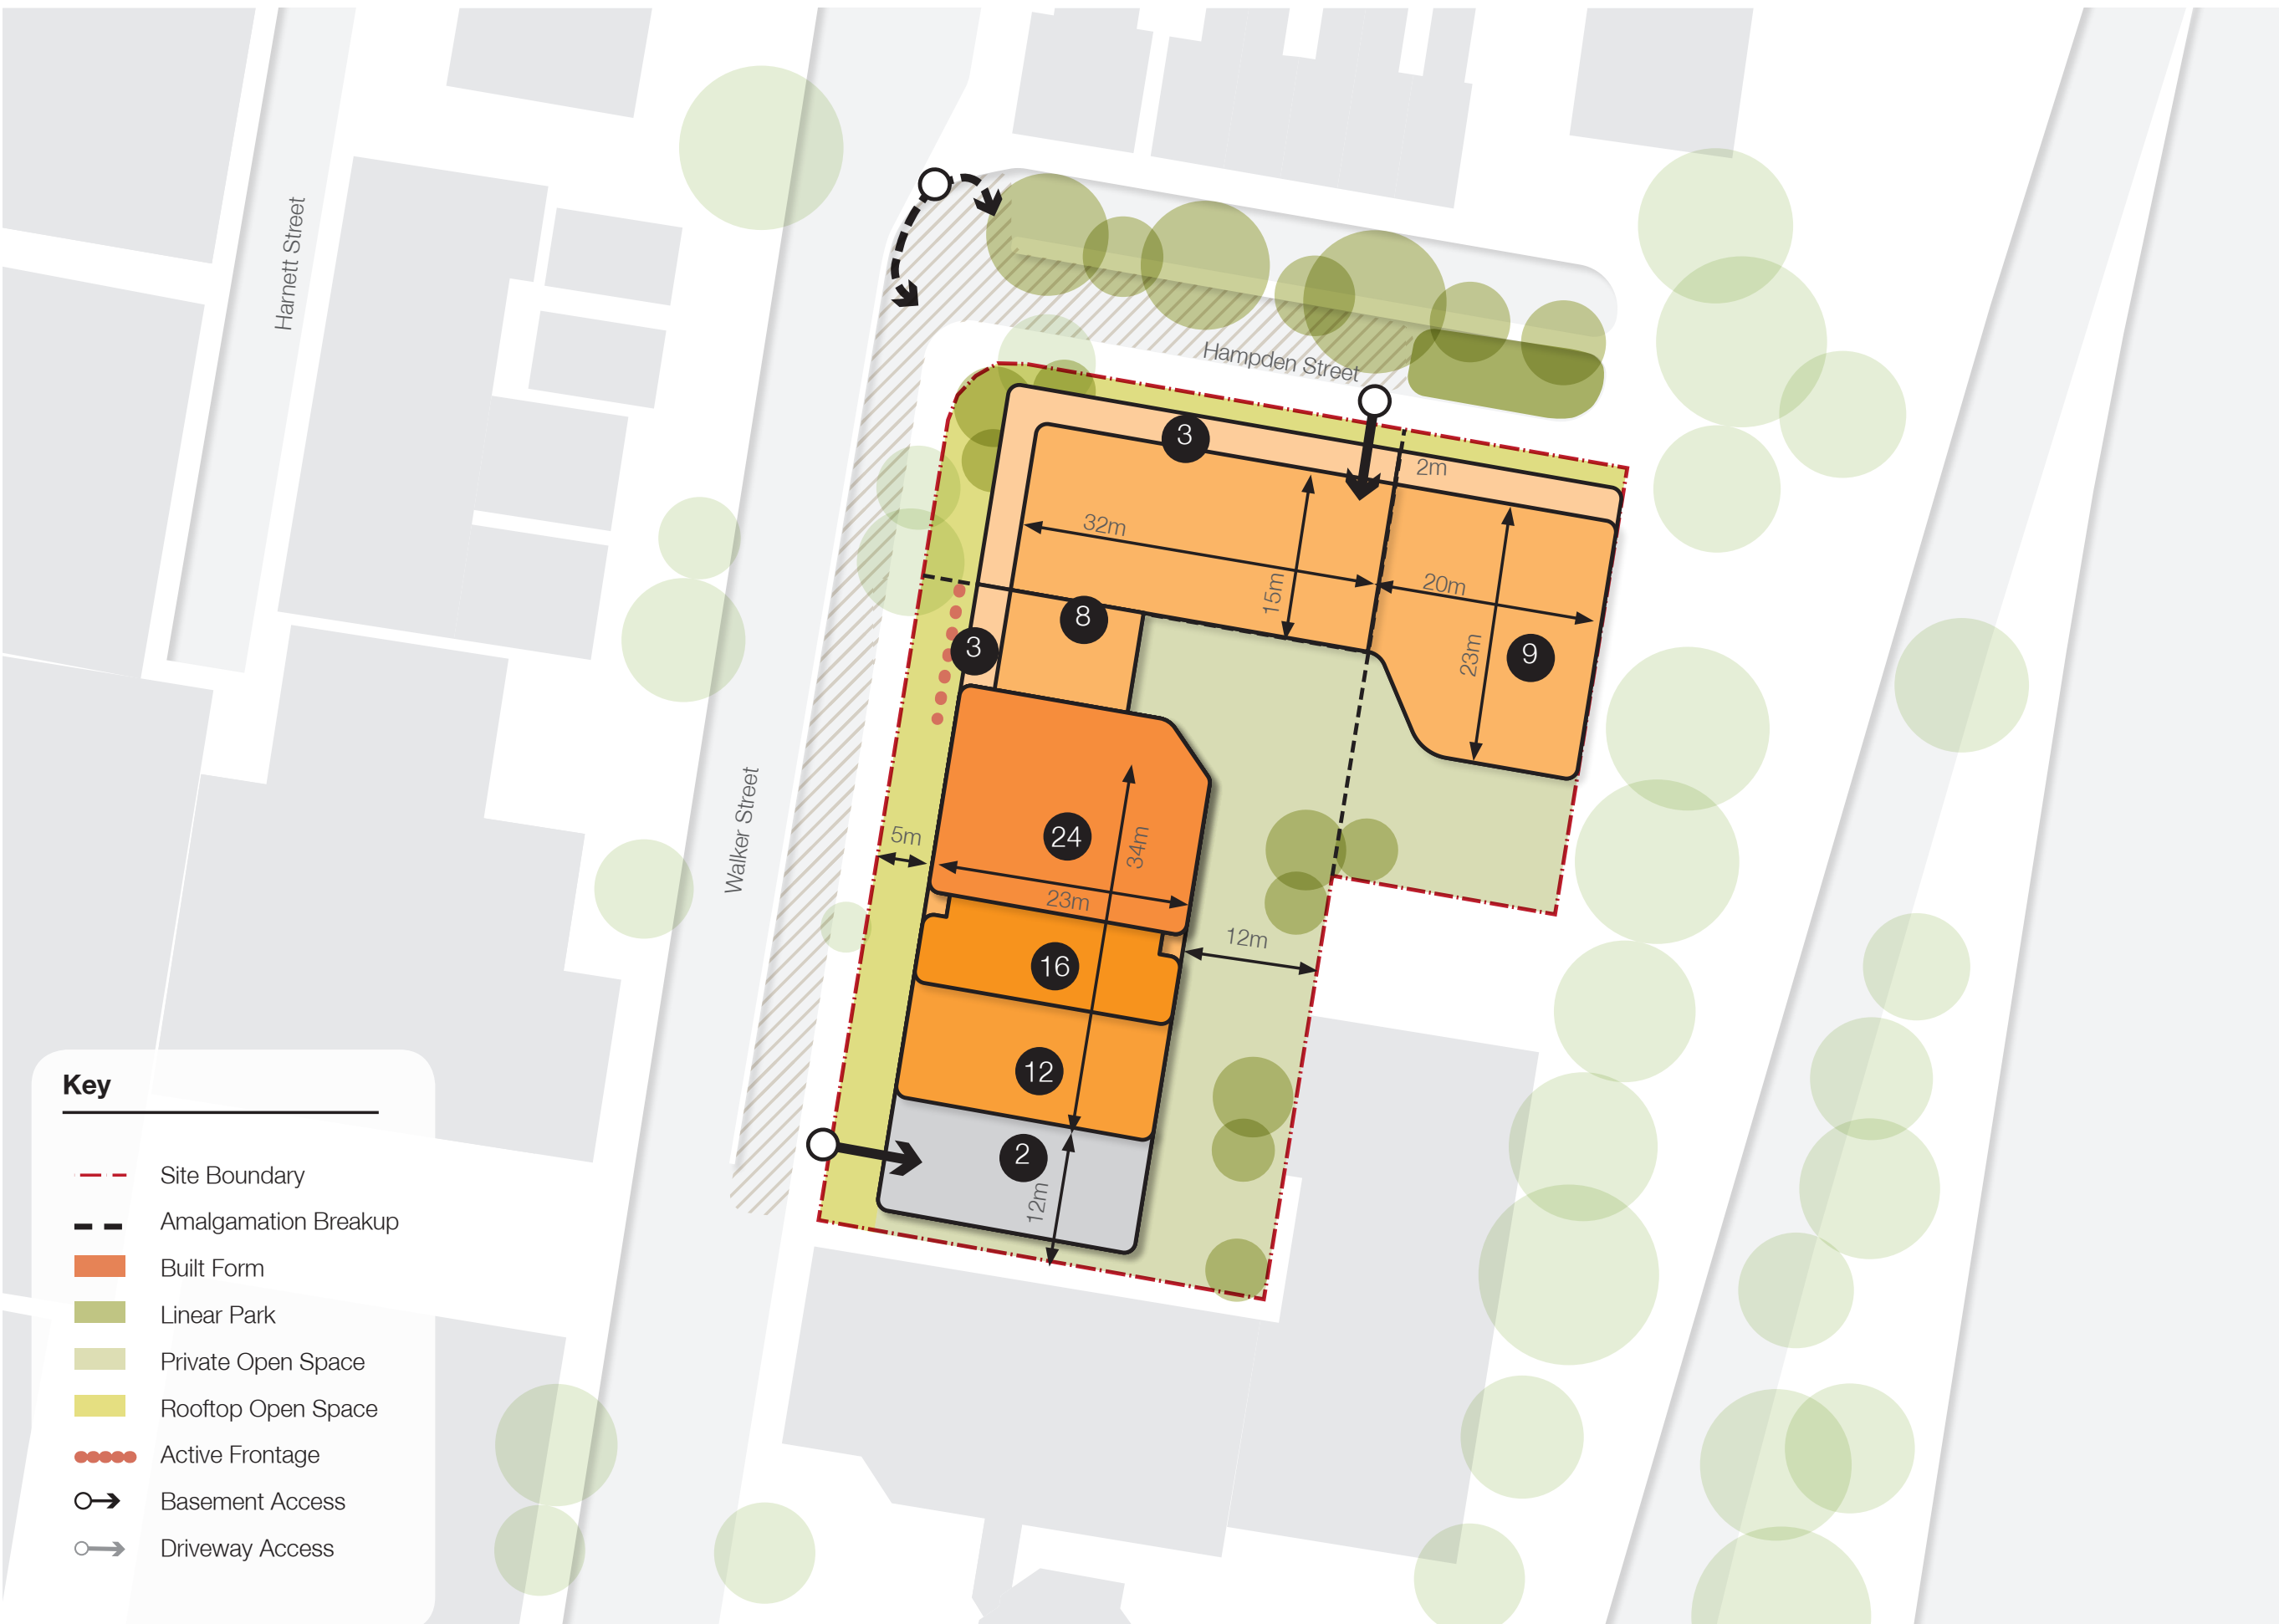 Harnett Street
Hampden Street
3
2m
32m
15m
20m
8
3
23m
9
24
34m
5m
23m
Walker Street
16
12m
12
2
12m
Key
Site Boundary
Amalgamation Breakup
Built Form
Linear Park
Private Open Space
Rooftop Open Space
Active Frontage
Basement Access
Driveway Access